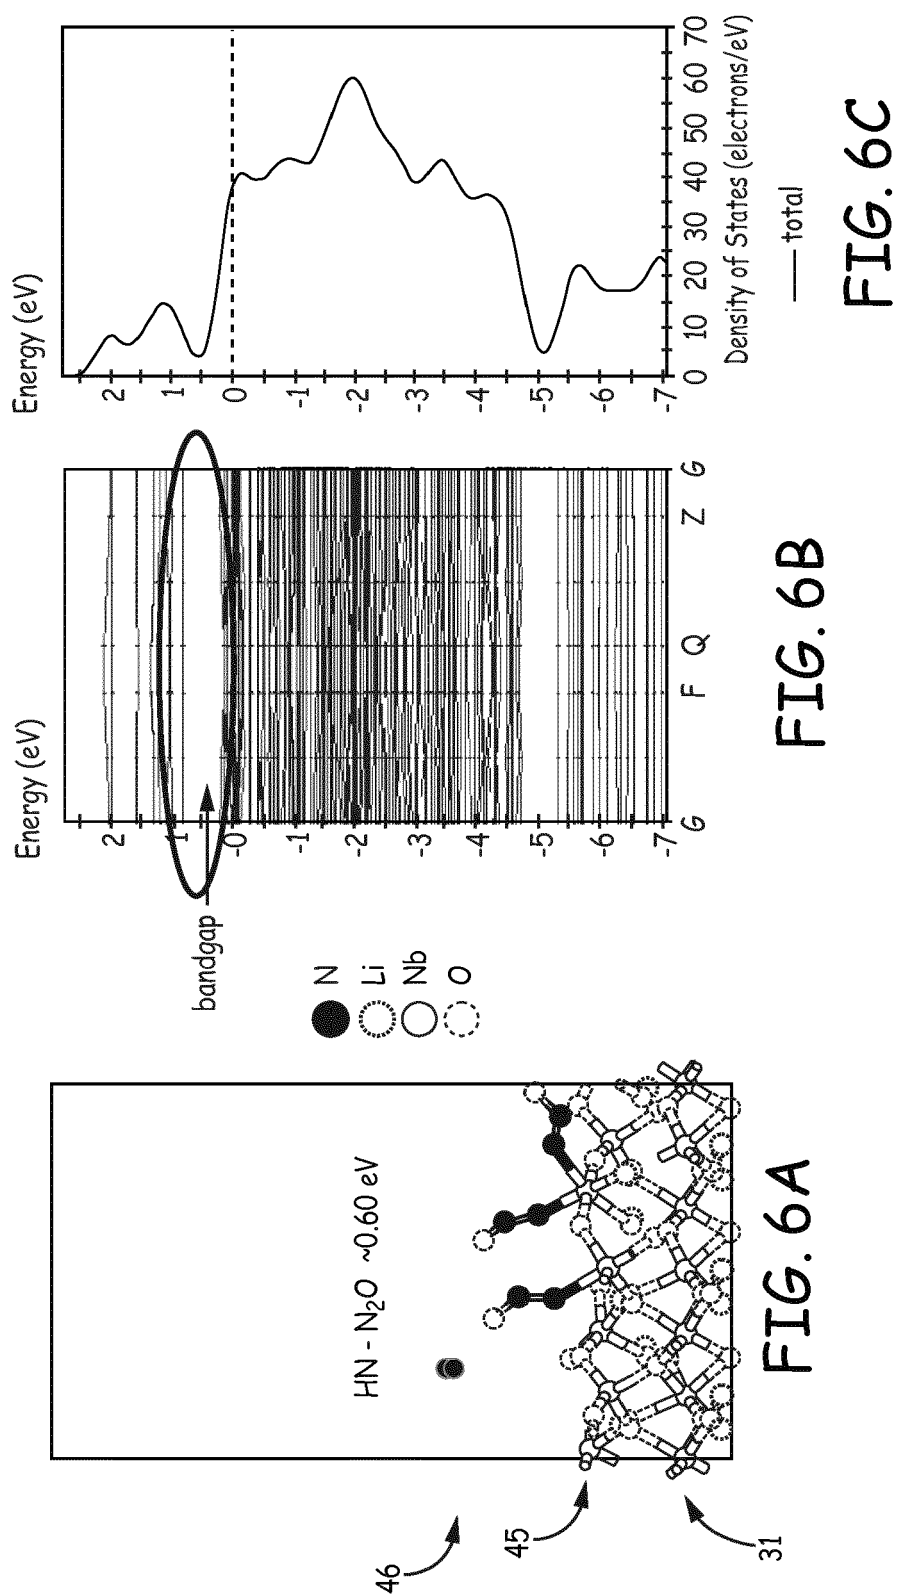 46
45
31
HN - N₂O ~0.60 eV
N
Li
Nb
O
FIG. 6A
Energy (eV)
bandgap
2
1
-0
-1
-2
-3
-4
-5
-6
-7
G F Q Z G
FIG. 6B
Energy (eV)
2
1
0
-1
-2
-3
-4
-5
-6
-7
0 10 20 30 40 50 60 70
Density of States (electrons/eV)
total
FIG. 6C